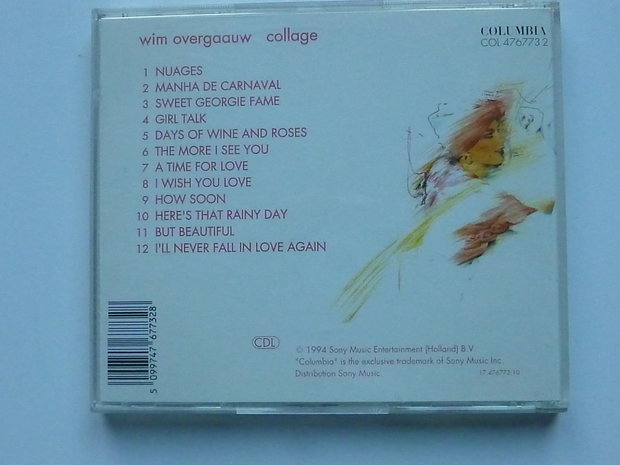 wim overgaauw collage
COLUMBIA
COL 476773 2
1 NUAGES
2 MANHA DE CARNAVAL
3 SWEET GEORGIE FAME
4 GIRL TALK
5 DAYS OF WINE AND ROSES
6 THE MORE I SEE YOU
7 A TIME FOR LOVE
8 I WISH YOU LOVE
9 HOW SOON
10 HERE'S THAT RAINY DAY
11 BUT BEAUTIFUL
12 I'LL NEVER FALL IN LOVE AGAIN
5 099747 677328
CDL
© 1994 Sony Music Entertainment (Holland) B.V.
"Columbia" is the exclusive trademark of Sony Music Inc
Distribution Sony Music.
17 476773 10